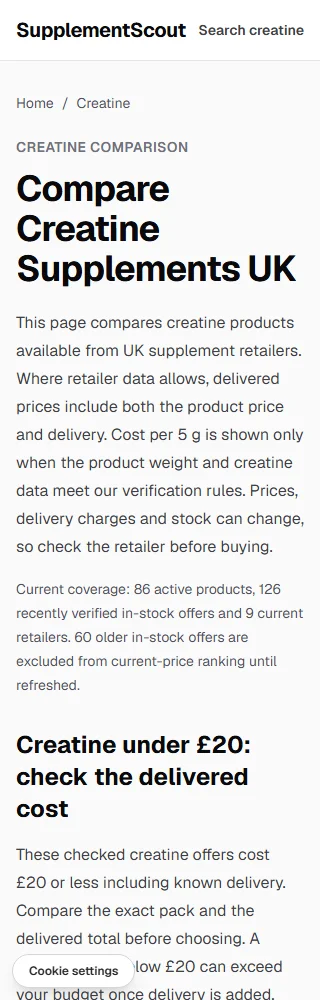 SupplementScout Search creatine
Home / Creatine
CREATINE COMPARISON
Compare
Creatine
Supplements UK
This page compares creatine products
available from UK supplement retailers.
Where retailer data allows, delivered
prices include both the product price
and delivery. Cost per 5 g is shown only
when the product weight and creatine
data meet our verification rules. Prices,
delivery charges and stock can change,
so check the retailer before buying.
Current coverage: 86 active products, 126
recently verified in-stock offers and 9 current
retailers. 60 older in-stock offers are
excluded from current-price ranking until
refreshed.
Creatine under £20:
check the delivered
cost
These checked creatine offers cost
£20 or less including known delivery.
Compare the exact pack and the
delivered total before choosing. A
£20 can exceed
your budget once delivery is added.
Cookie settings